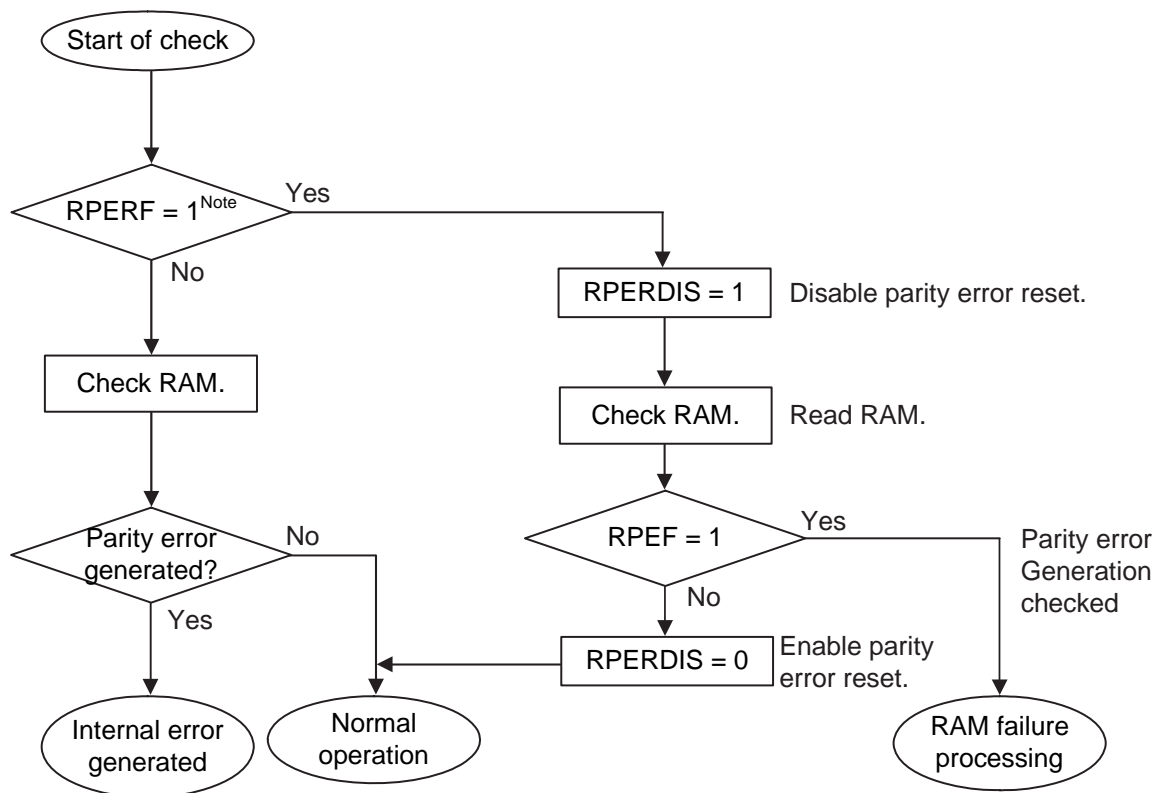 Start of check
RPERF = 1Note
Yes
No
RPERDIS = 1
Disable parity error reset.
Check RAM.
Check RAM.
Read RAM.
Parity error
generated?
No
Yes
RPEF = 1
Yes
No
Parity error
Generation
checked
RPERDIS = 0
Enable parity
error reset.
Internal error
generated
Normal
operation
RAM failure
processing